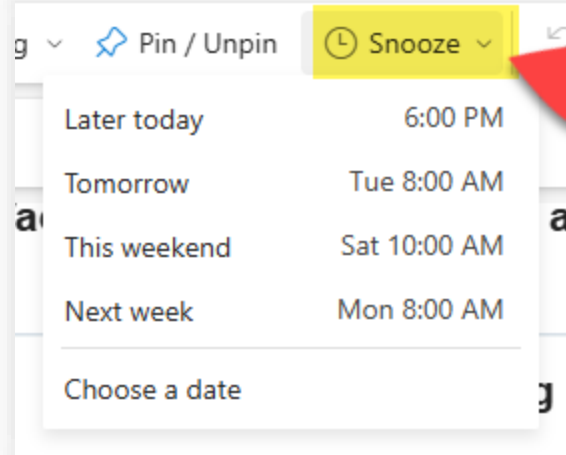 g Pin / Unpin Snooze
Later today 6:00 PM
Tomorrow Tue 8:00 AM
This weekend Sat 10:00 AM
Next week Mon 8:00 AM
Choose a date